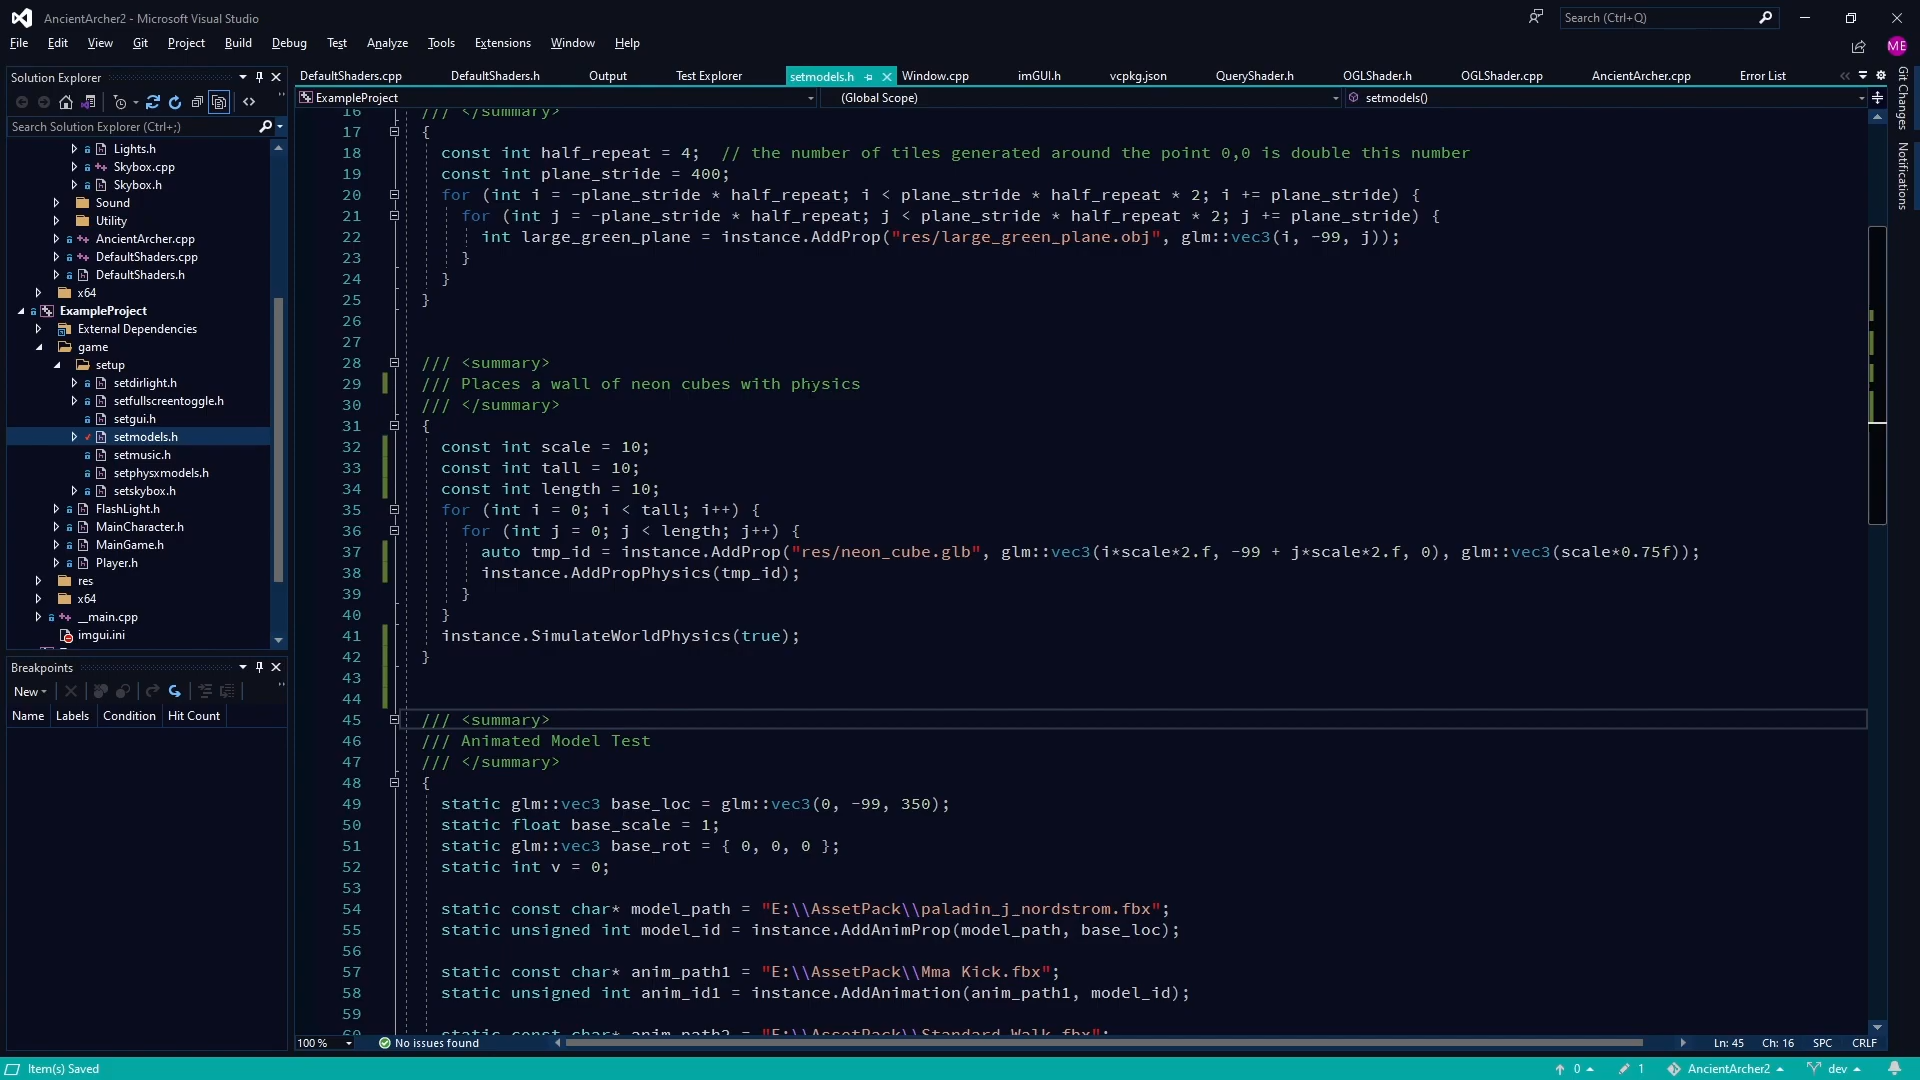 AncientArcher2 - Microsoft Visual Studio
Search (Ctrl+Q)
File Edit View Git Project Build Debug Test Analyze Tools Extensions Window Help
ME
Solution Explorer
Search Solution Explorer (Ctrl+;)
Lights.h
Skybox.cpp
Skybox.h
Sound
Utility
AncientArcher.cpp
DefaultShaders.cpp
DefaultShaders.h
x64
ExampleProject
External Dependencies
game
setup
setdirlight.h
setfullscreentoggle.h
setgui.h
setmodels.h
setmusic.h
setphysxmodels.h
setskybox.h
FlashLight.h
MainCharacter.h
MainGame.h
Player.h
res
x64
__main.cpp
imgui.ini
Breakpoints
New
Name Labels Condition Hit Count
DefaultShaders.cpp DefaultShaders.h Output Test Explorer setmodels.h Window.cpp imGUI.h vcpkg.json QueryShader.h OGLShader.h OGLShader.cpp AncientArcher.cpp Error List
ExampleProject (Global Scope) setmodels()
16 /// </summary>
17 {
18 const int half_repeat = 4;  // the number of tiles generated around the point 0,0 is double this number
19 const int plane_stride = 400;
20 for (int i = -plane_stride * half_repeat; i < plane_stride * half_repeat * 2; i += plane_stride) {
21 for (int j = -plane_stride * half_repeat; j < plane_stride * half_repeat * 2; j += plane_stride) {
22 int large_green_plane = instance.AddProp("res/large_green_plane.obj", glm::vec3(i, -99, j));
23 }
24 }
25 }
26
27
28 /// <summary>
29 /// Places a wall of neon cubes with physics
30 /// </summary>
31 {
32 const int scale = 10;
33 const int tall = 10;
34 const int length = 10;
35 for (int i = 0; i < tall; i++) {
36 for (int j = 0; j < length; j++) {
37 auto tmp_id = instance.AddProp("res/neon_cube.glb", glm::vec3(i*scale*2.f, -99 + j*scale*2.f, 0), glm::vec3(scale*0.75f));
38 instance.AddPropPhysics(tmp_id);
39 }
40 }
41 instance.SimulateWorldPhysics(true);
42 }
43
44
45 /// <summary>
46 /// Animated Model Test
47 /// </summary>
48 {
49 static glm::vec3 base_loc = glm::vec3(0, -99, 350);
50 static float base_scale = 1;
51 static glm::vec3 base_rot = { 0, 0, 0 };
52 static int v = 0;
53
54 static const char* model_path = "E:\\AssetPack\\paladin_j_nordstrom.fbx";
55 static unsigned int model_id = instance.AddAnimProp(model_path, base_loc);
56
57 static const char* anim_path1 = "E:\\AssetPack\\Mma Kick.fbx";
58 static unsigned int anim_id1 = instance.AddAnimation(anim_path1, model_id);
59
60 static const char* anim_path2 = "E:\\AssetPack\\Standard Walk.fbx";
100 % No issues found Ln: 45 Ch: 16 SPC CRLF
Git Changes
Notifications
Item(s) Saved 0 1 AncientArcher2 dev